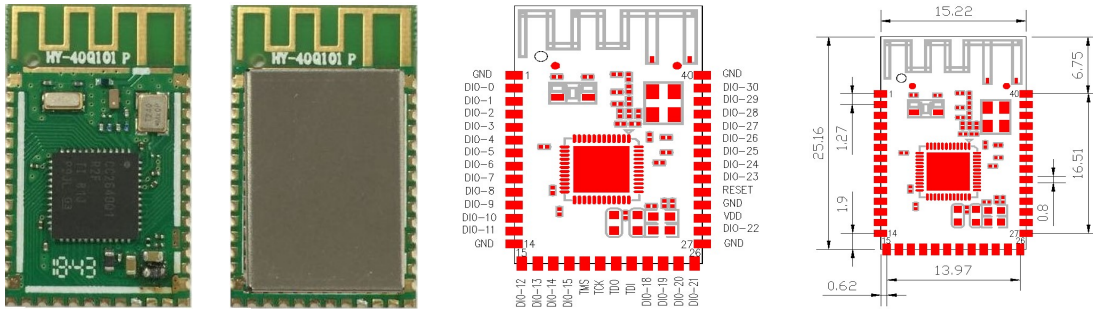 HY-40Q101 P
1843
HY-40Q101 P
GND
DIO-0
DIO-1
DIO-2
DIO-3
DIO-4
DIO-5
DIO-6
DIO-7
DIO-8
DIO-9
DIO-10
DIO-11
GND
1
40
14
15
27
26
GND
DIO-30
DIO-29
DIO-28
DIO-27
DIO-26
DIO-25
DIO-24
DIO-23
RESET
GND
VDD
DIO-22
GND
DIO-12
DIO-13
DIO-14
DIO-15
TMS
TCK
TDO
TDI
DIO-18
DIO-19
DIO-20
DIO-21
15.22
6.75
25.16
1.27
1.9
16.51
0.8
1
40
14
15
27
26
13.97
0.62